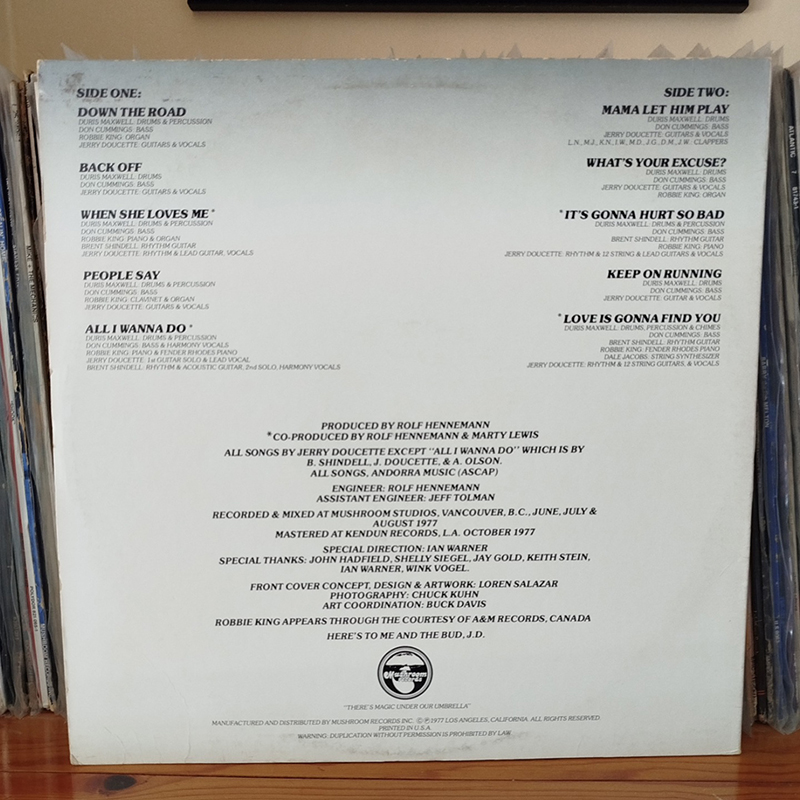 SIDE ONE:
DOWN THE ROAD
DURIS MAXWELL: DRUMS & PERCUSSION
DON CUMMINGS: BASS
ROBBIE KING: ORGAN
JERRY DOUCETTE: GUITARS & VOCALS
BACK OFF
DURIS MAXWELL: DRUMS
DON CUMMINGS: BASS
JERRY DOUCETTE: GUITARS & VOCALS
WHEN SHE LOVES ME *
DURIS MAXWELL: DRUMS & PERCUSSION
DON CUMMINGS: BASS
ROBBIE KING: PIANO & ORGAN
BRENT SHINDELL: RHYTHM GUITAR
JERRY DOUCETTE: RHYTHM & LEAD GUITAR, VOCALS
PEOPLE SAY
DURIS MAXWELL: DRUMS & PERCUSSION
DON CUMMINGS: BASS
ROBBIE KING: CLAVINET & ORGAN
JERRY DOUCETTE: GUITARS & VOCALS
ALL I WANNA DO *
DURIS MAXWELL: DRUMS & PERCUSSION
DON CUMMINGS: BASS & HARMONY VOCALS
ROBBIE KING: PIANO & FENDER RHODES PIANO
JERRY DOUCETTE: 1st GUITAR SOLO & LEAD VOCAL
BRENT SHINDELL: RHYTHM & ACOUSTIC GUITAR, 2nd SOLO, HARMONY VOCALS
SIDE TWO:
MAMA LET HIM PLAY
DURIS MAXWELL: DRUMS
DON CUMMINGS: BASS
JERRY DOUCETTE: GUITARS & VOCALS
L.N., M.J., K.N., I.W., M.D., J.G., D.M., J.W.: CLAPPERS
WHAT'S YOUR EXCUSE?
DURIS MAXWELL: DRUMS
DON CUMMINGS: BASS
JERRY DOUCETTE: GUITARS & VOCALS
ROBBIE KING: ORGAN
* IT'S GONNA HURT SO BAD
DURIS MAXWELL: DRUMS & PERCUSSION
DON CUMMINGS: BASS
BRENT SHINDELL: RHYTHM GUITAR
ROBBIE KING: PIANO
JERRY DOUCETTE: RHYTHM & 12 STRING & LEAD GUITARS & VOCALS
KEEP ON RUNNING
DURIS MAXWELL: DRUMS
DON CUMMINGS: BASS
JERRY DOUCETTE: GUITAR & VOCALS
* LOVE IS GONNA FIND YOU
DURIS MAXWELL: DRUMS, PERCUSSION & CHIMES
DON CUMMINGS: BASS
BRENT SHINDELL: RHYTHM GUITAR
ROBBIE KING: FENDER RHODES PIANO
DALE JACOBS: STRING SYNTHESIZER
JERRY DOUCETTE: RHYTHM & 12 STRING GUITARS, & VOCALS
PRODUCED BY ROLF HENNEMANN
*CO-PRODUCED BY ROLF HENNEMANN & MARTY LEWIS
ALL SONGS BY JERRY DOUCETTE EXCEPT "ALL I WANNA DO" WHICH IS BY
B. SHINDELL, J. DOUCETTE, & A. OLSON.
ALL SONGS, ANDORRA MUSIC (ASCAP)
ENGINEER: ROLF HENNEMANN
ASSISTANT ENGINEER: JEFF TOLMAN
RECORDED & MIXED AT MUSHROOM STUDIOS, VANCOUVER, B.C., JUNE, JULY &
AUGUST 1977
MASTERED AT KENDUN RECORDS, L.A. OCTOBER 1977
SPECIAL DIRECTION: IAN WARNER
SPECIAL THANKS: JOHN HADFIELD, SHELLY SIEGEL, JAY GOLD, KEITH STEIN,
IAN WARNER, WINK VOGEL.
FRONT COVER CONCEPT, DESIGN & ARTWORK: LOREN SALAZAR
PHOTOGRAPHY: CHUCK KUHN
ART COORDINATION: BUCK DAVIS
ROBBIE KING APPEARS THROUGH THE COURTESY OF A&M RECORDS, CANADA
HERE'S TO ME AND THE BUD, J.D.
Mushroom
Records
"THERE'S MAGIC UNDER OUR UMBRELLA"
MANUFACTURED AND DISTRIBUTED BY MUSHROOM RECORDS INC. ©℗1977 LOS ANGELES, CALIFORNIA. ALL RIGHTS RESERVED.
PRINTED IN U.S.A.
WARNING: DUPLICATION WITHOUT PERMISSION IS PROHIBITED BY LAW
ATLANTIC